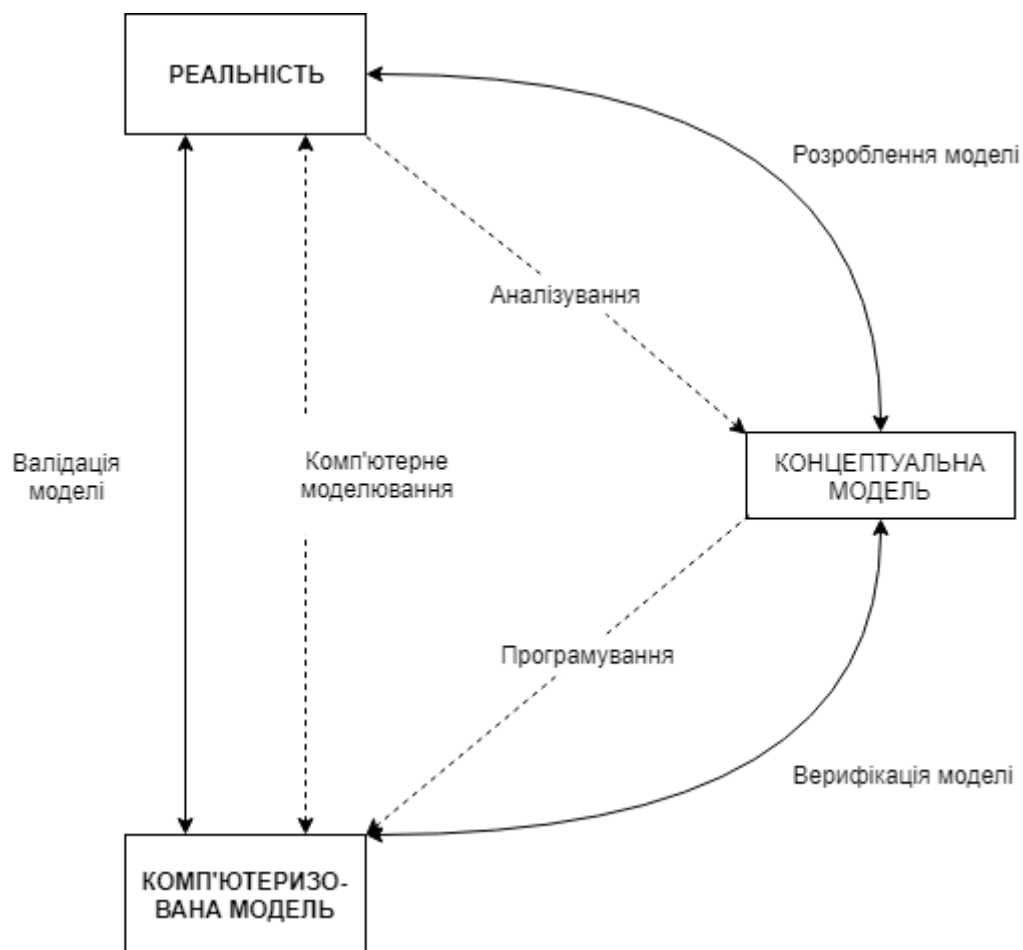 РЕАЛЬНІСТЬ
Розроблення моделі
Аналізування
Валідація
моделі
Комп'ютерне
моделювання
КОНЦЕПТУАЛЬНА
МОДЕЛЬ
Програмування
Верифікація моделі
КОМП'ЮТЕРИЗО-
ВАНА МОДЕЛЬ